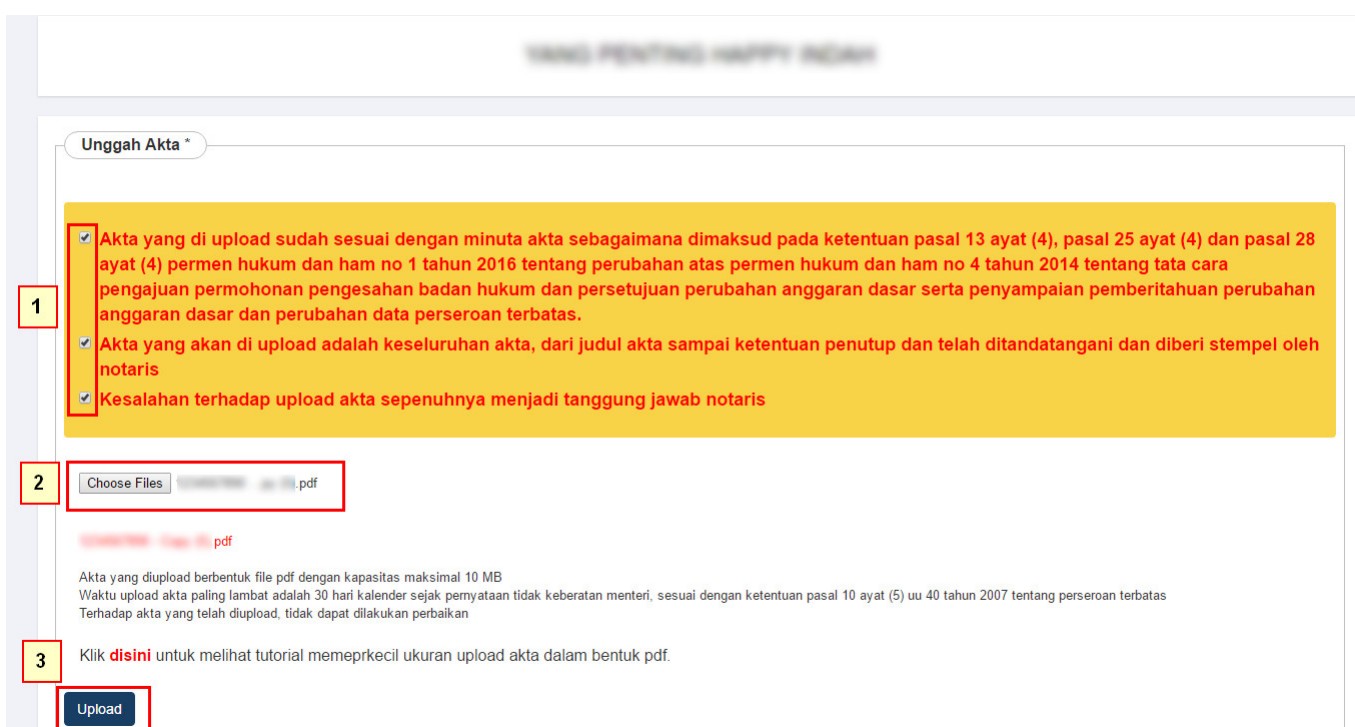 YANG PENTING HAPPY INDAH
Unggah Akta *
Akta yang di upload sudah sesuai dengan minuta akta sebagaimana dimaksud pada ketentuan pasal 13 ayat (4), pasal 25 ayat (4) dan pasal 28
ayat (4) permen hukum dan ham no 1 tahun 2016 tentang perubahan atas permen hukum dan ham no 4 tahun 2014 tentang tata cara
pengajuan permohonan pengesahan badan hukum dan persetujuan perubahan anggaran dasar serta penyampaian pemberitahuan perubahan
1
anggaran dasar dan perubahan data perseroan terbatas.
Akta yang akan di upload adalah keseluruhan akta, dari judul akta sampai ketentuan penutup dan telah ditandatangani dan diberi stempel oleh
notaris
Kesalahan terhadap upload akta sepenuhnya menjadi tanggung jawab notaris
2
Choose Files .pdf
pdf
Akta yang diupload berbentuk file pdf dengan kapasitas maksimal 10 MB
Waktu upload akta paling lambat adalah 30 hari kalender sejak pernyataan tidak keberatan menteri, sesuai dengan ketentuan pasal 10 ayat (5) uu 40 tahun 2007 tentang perseroan terbatas
Terhadap akta yang telah diupload, tidak dapat dilakukan perbaikan
3
Klik disini untuk melihat tutorial memeprkecil ukuran upload akta dalam bentuk pdf.
Upload